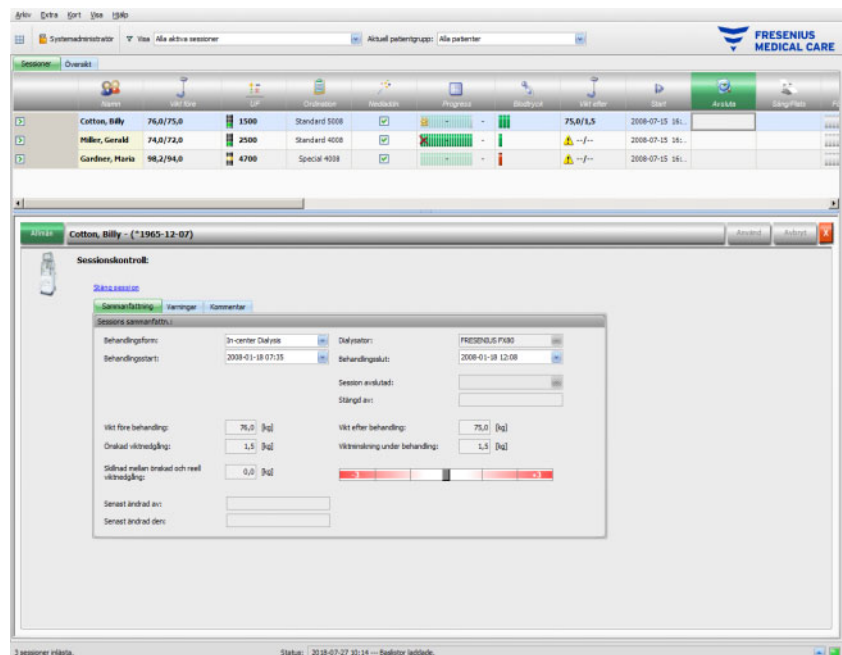 Arkiv Extra Kort Visa Hjälp
Systemadministratör Visa Alla aktiva sessioner Aktuell patientgrupp: Alla patienter
FRESENIUS
MEDICAL CARE
Sessioner Översikt
Namn Vikt före UF Ordination Nedladdn Progress Blodtryck Vikt efter Start Avsluta Säng/Plats
Cotton, Billy 76,0/75,0 1500 Standard 5008 - - 75,0/1,5 2008-07-15 16:..
Miller, Gerald 74,0/72,0 2500 Standard 4008 - - --/-- 2008-07-15 16:..
Gardner, Maria 98,2/94,0 4700 Special 4008 - - --/-- 2008-07-15 16:..
Allmän Cotton, Billy - (*1965-12-07) Använd Avbryt X
Sessionskontroll:
Stäng session
Sammanfattning Varningar Kommentar
Sessions sammanfattn.:
Behandlingsform: In-center Dialysis Dialysator: FRESENIUS FX80
Behandlingsstart: 2008-01-18 07:35 Behandlingsslut: 2008-01-18 12:08
Session avslutad:
Stängd av:
Vikt före behandling: 76,0 [kg] Vikt efter behandling: 75,0 [kg]
Önskad viktnedgång: 1,5 [kg] Viktminskning under behandling: 1,5 [kg]
Skillnad mellan önskad och reell
viktnedgång: 0,0 [kg] -3 +3
Senast ändrad av:
Senast ändrad den:
3 sessioner inlästa. Status: 2018-07-27 10:14 --- Baslistor laddade.